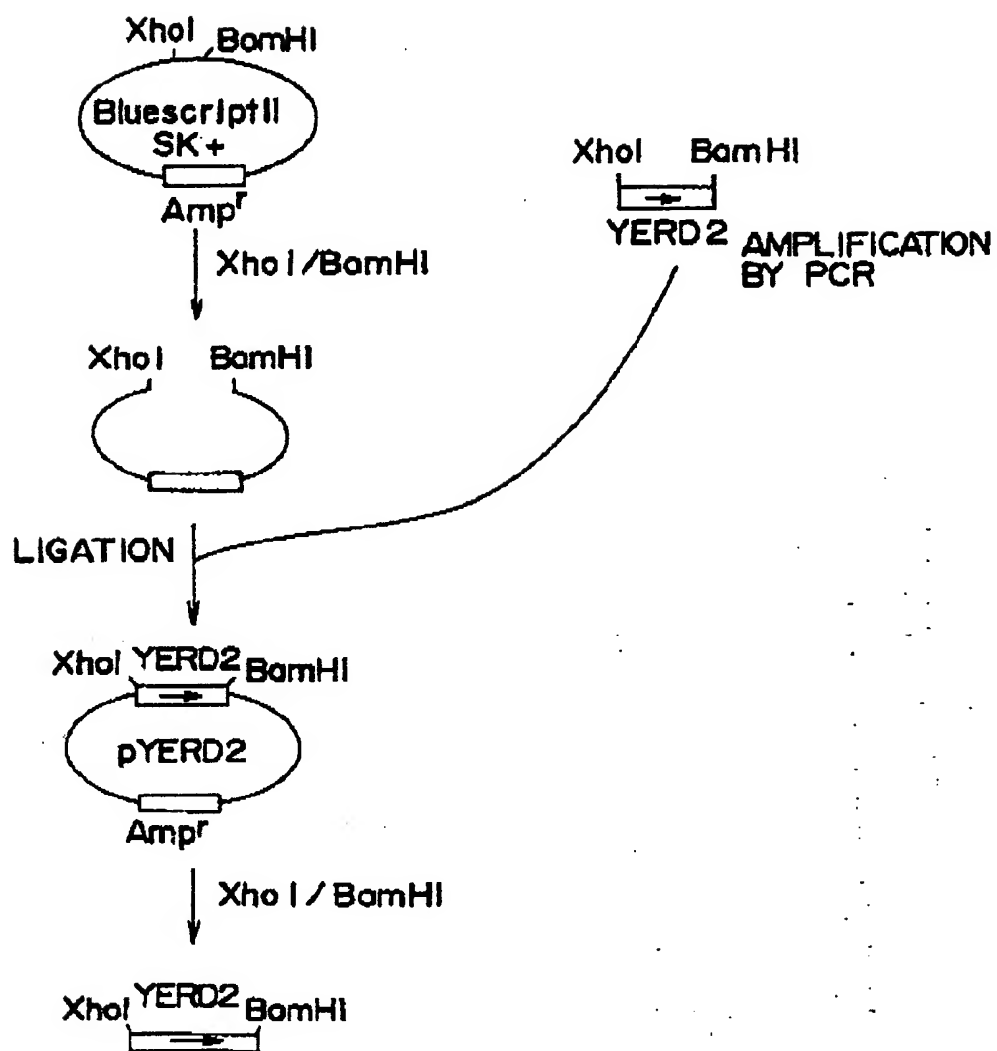 XhoI BamHI
BluescriptII
SK+
Ampr
XhoI/BamHI
XhoI BamHI
XhoI BamHI
YERD2
AMPLIFICATION
BY PCR
LIGATION
XhoI YERD2 BamHI
pYERD2
Ampr
XhoI/BamHI
XhoI YERD2 BamHI